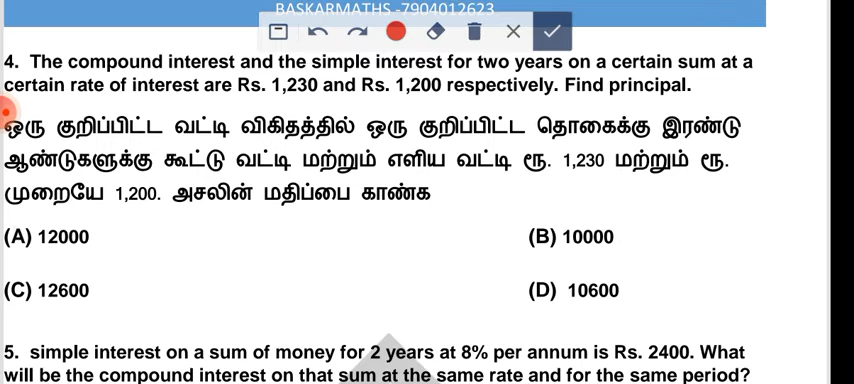 BASKARMATHS -7904012623
4. The compound interest and the simple interest for two years on a certain sum at a
certain rate of interest are Rs. 1,230 and Rs. 1,200 respectively. Find principal.
ஒரு குறிப்பிட்ட வட்டி விகிதத்தில் ஒரு குறிப்பிட்ட தொகைக்கு இரண்டு
ஆண்டுகளுக்கு கூட்டு வட்டி மற்றும் எளிய வட்டி ரூ. 1,230 மற்றும் ரூ.
முறையே 1,200. அசலின் மதிப்பை காண்க
(A) 12000 (B) 10000
(C) 12600 (D) 10600
5. simple interest on a sum of money for 2 years at 8% per annum is Rs. 2400. What
will be the compound interest on that sum at the same rate and for the same period?